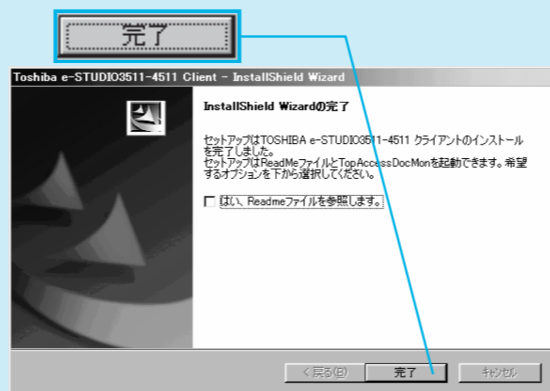 完了
Toshiba e-STUDIO3511-4511 Client - InstallShield Wizard
InstallShield Wizardの完了
セットアップはTOSHIBA e-STUDIO3511-4511 クライアントのインストール
を完了しました。
セットアップはReadMeファイルとTopAccessDocMonを起動できます。希望
するオプションを下から選択してください。
はい、Readmeファイルを参照します。
< 戻る(B)
完了
キャンセル